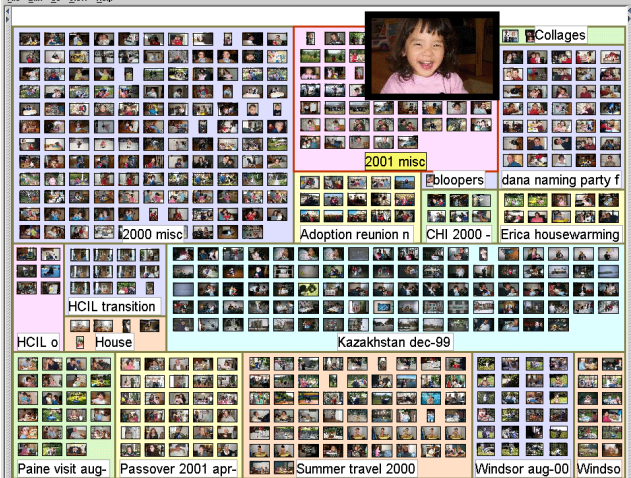 Collages
2001 misc
bloopers
dana naming party f
2000 misc
Adoption reunion n
CHI 2000 -
Erica housewarming
HCIL transition
HCIL o
House
Kazakhstan dec-99
Paine visit aug-
Passover 2001 apr-
Summer travel 2000
Windsor aug-00
Windso